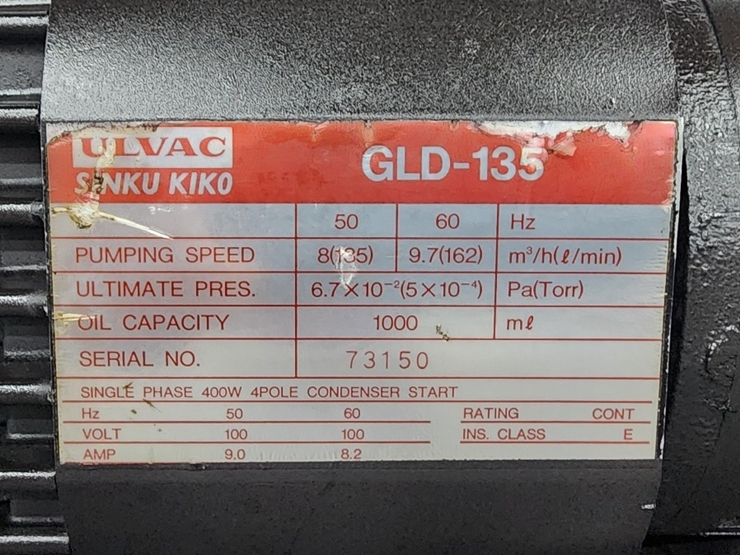 ULVAC
SINKU KIKO
GLD-135
50 60 Hz
PUMPING SPEED 8(135) 9.7(162) m³/h(ℓ/min)
ULTIMATE PRES. 6.7×10⁻²(5×10⁻⁴) Pa(Torr)
OIL CAPACITY 1000 mℓ
SERIAL NO. 73150
SINGLE PHASE 400W 4POLE CONDENSER START
Hz 50 60 RATING CONT
VOLT 100 100 INS. CLASS E
AMP 9.0 8.2